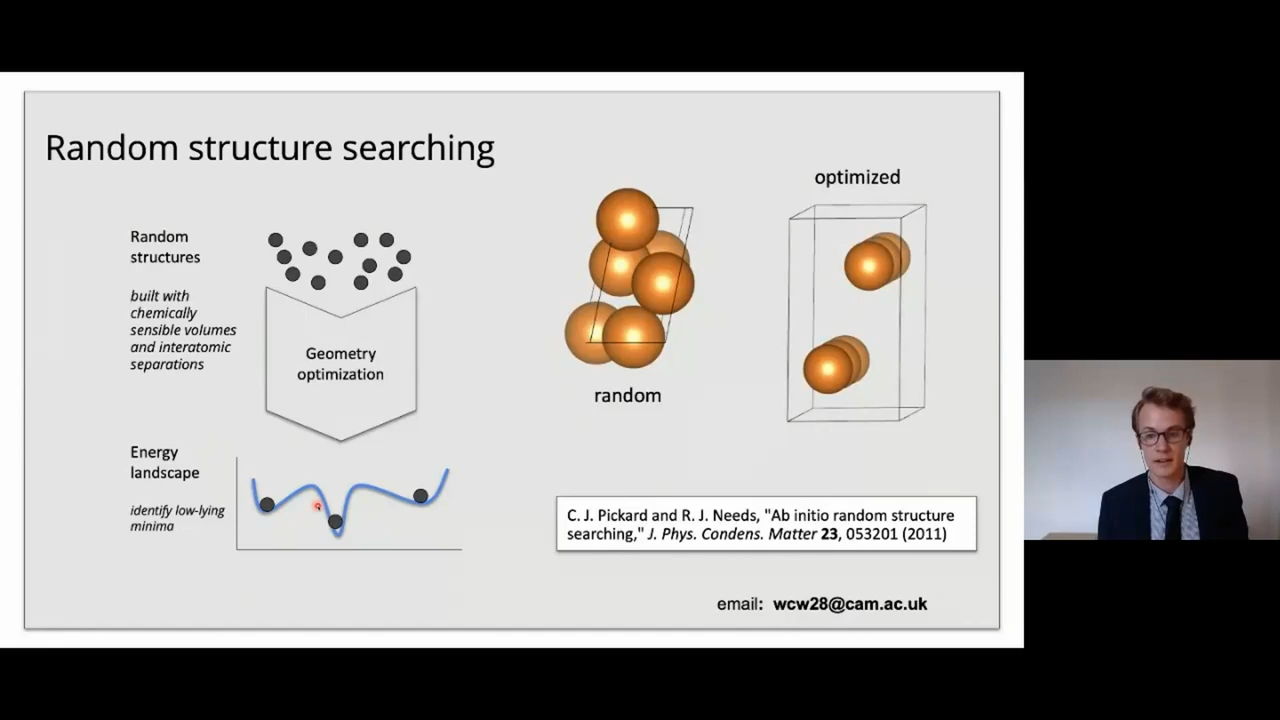 Random structure searching
Random
structures
built with
chemically
sensible volumes
and interatomic
separations
Geometry
optimization
Energy
landscape
identify low-lying
minima
random
optimized
C. J. Pickard and R. J. Needs, "Ab initio random structure
searching," J. Phys. Condens. Matter 23, 053201 (2011)
email: wcw28@cam.ac.uk